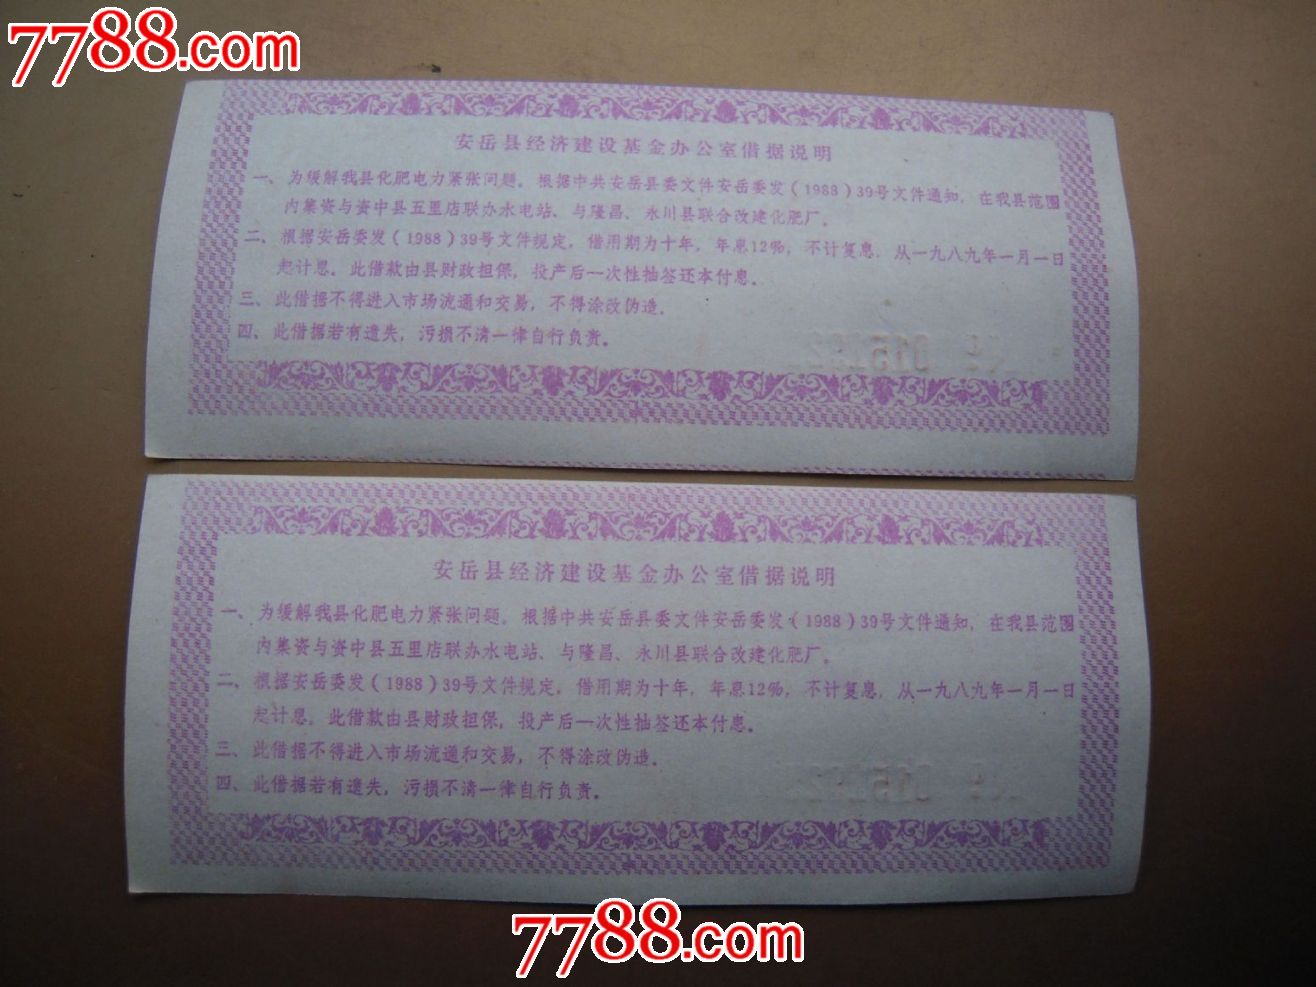 7788.com
安岳县经济建设基金办公室借据说明
一、为缓解我县化肥电力紧张问题。根据中共安岳县委文件安岳委发(1988)39号文件通知,在我县范围
内集资与资中县五里店联办水电站、与隆昌、永川县联合改建化肥厂。
二、根据安岳委发(1988)39号文件规定,借用期为十年,年息12%,不计复息,从一九八九年一月一日
起计息。此借款由县财政担保,投产后一次性抽签还本付息。
三、此借据不得进入市场流通和交易,不得涂改伪造。
四、此借据若有遗失,污损不清一律自行负责。
安岳县经济建设基金办公室借据说明
一、为缓解我县化肥电力紧张问题。根据中共安岳县委文件安岳委发(1988)39号文件通知,在我县范围
内集资与资中县五里店联办水电站、与隆昌、永川县联合改建化肥厂。
二、根据安岳委发(1988)39号文件规定,借用期为十年,年息12%,不计复息,从一九八九年一月一日
起计息。此借款由县财政担保,投产后一次性抽签还本付息。
三、此借据不得进入市场流通和交易,不得涂改伪造。
四、此借据若有遗失,污损不清一律自行负责。
7788.com